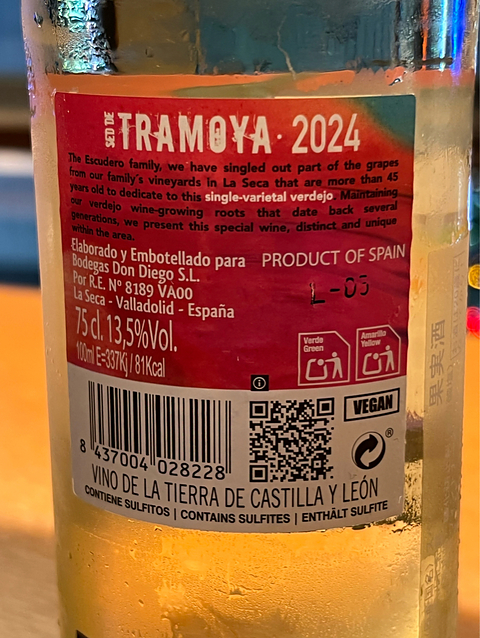 SED DE TRAMOYA · 2024
The Escudero family, we have singled out part of the grapes
from our family's vineyards in La Seca that are more than 45
years old to dedicate to this single-varietal verdejo. Maintaining
our verdejo wine-growing roots that date back several
generations, we present this special wine, distinct and unique
within the area.
Elaborado y Embotellado para
Bodegas Don Diego S.L.
Por R.E. Nº 8189 VA00
La Seca - Valladolid - España
75 cl. 13,5%Vol.
100ml E=337Kj / 81Kcal
PRODUCT OF SPAIN
L-05
Verde
Green
Amarillo
Yellow
VEGAN
8 437004 028228
®
VINO DE LA TIERRA DE CASTILLA Y LEÓN
CONTIENE SULFITOS | CONTAINS SULFITES | ENTHÄLT SULFITE
果実酒